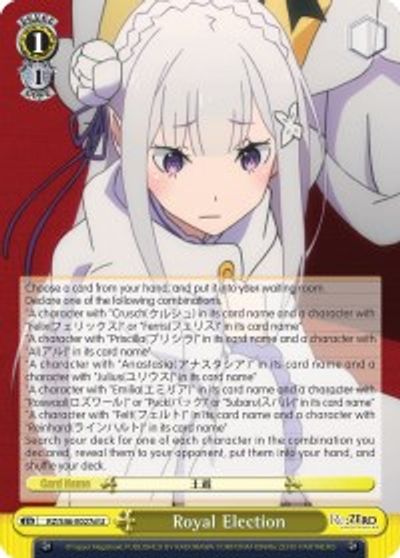 1
1
Choose a card from your hand, and put it into your waiting room.
Declare one of the following combinations.
"A character with "Crusch(クルシュ) in its card name and a character with
"Felix(フェリックス)" or "Ferris(フェリス)" in its card name"
"A character with "Priscilla(プリシラ)" in its card name and a character with
"Al(アル)" in its card name"
"A character with "Anastasia(アナスタシア)" in its card name and a
character with "Julius(ユリウス)" in its card name"
"A character with "Emilia(エミリア)" in its card name and a character with
"Roswaal(ロズワール)" or "Puck(パック)" or "Subaru(スバル)" in its card name"
"A character with "Felt(フェルト)" in its card name and a character with
"Reinhard(ラインハルト)" in its card name"
Search your deck for one of each character in the combination you
declared, reveal them to your opponent, put them into your hand, and
shuffle your deck.
Card Name 王選
Royal Election
Re:ZERO